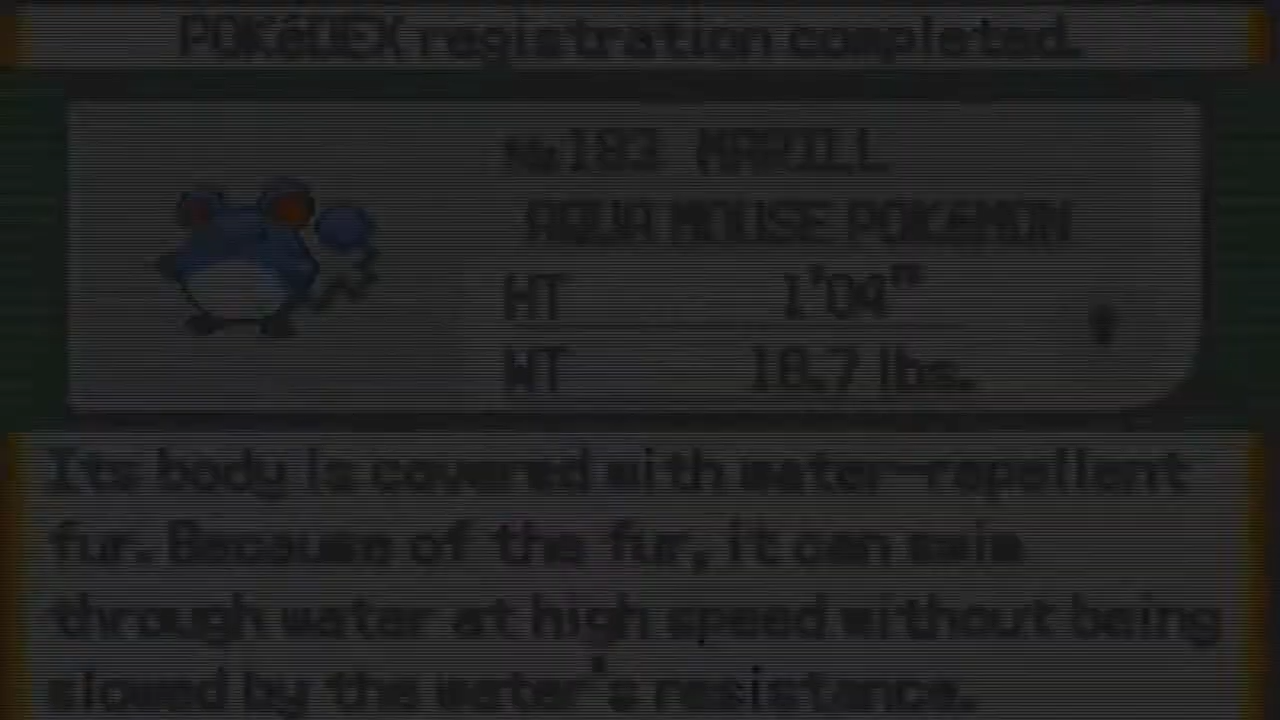 POKéDEX registration completed.
No183 MARILL
AQUA MOUSE POKéMON
HT 1'04"
WT 18.7 lbs.
Its body is covered with water-repellent
fur. Because of the fur, it can swim
through water at high speed without being
slowed by the water's resistance.